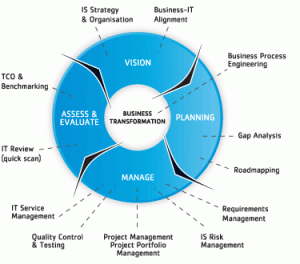 IS Strategy
& Organisation
Business-IT
Alignment
VISION
Business Process
Engineering
TCO &
Benchmarking
ASSESS &
EVALUATE
BUSINESS
TRANSFORMATION
PLANNING
Gap Analysis
IT Review
(quick scan)
Roadmapping
MANAGE
IT Service
Management
Requirements
Management
Quality Control
& Testing
Project Management
Project Portfolio
Management
IS Risk
Management